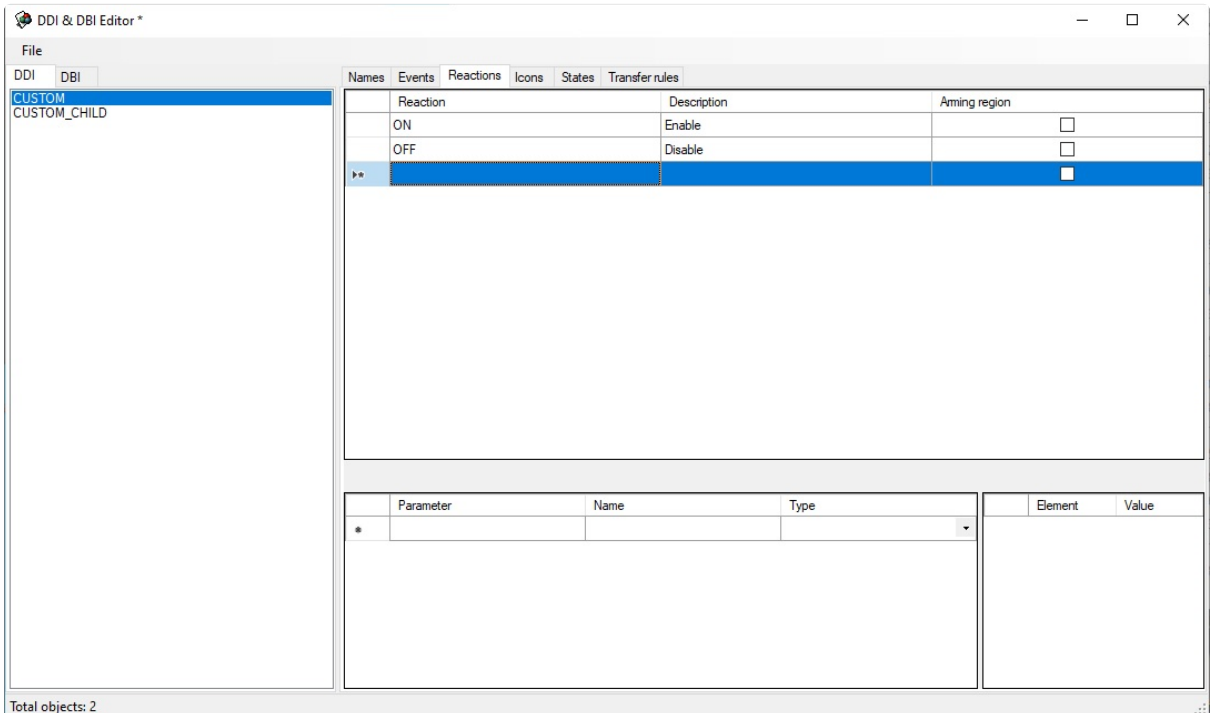 DDI & DBI Editor *
File
DDI DBI
Names Events Reactions Icons States Transfer rules
CUSTOM
CUSTOM_CHILD
Reaction Description Arming region
ON Enable
OFF Disable
Parameter Name Type
Element Value
Total objects: 2